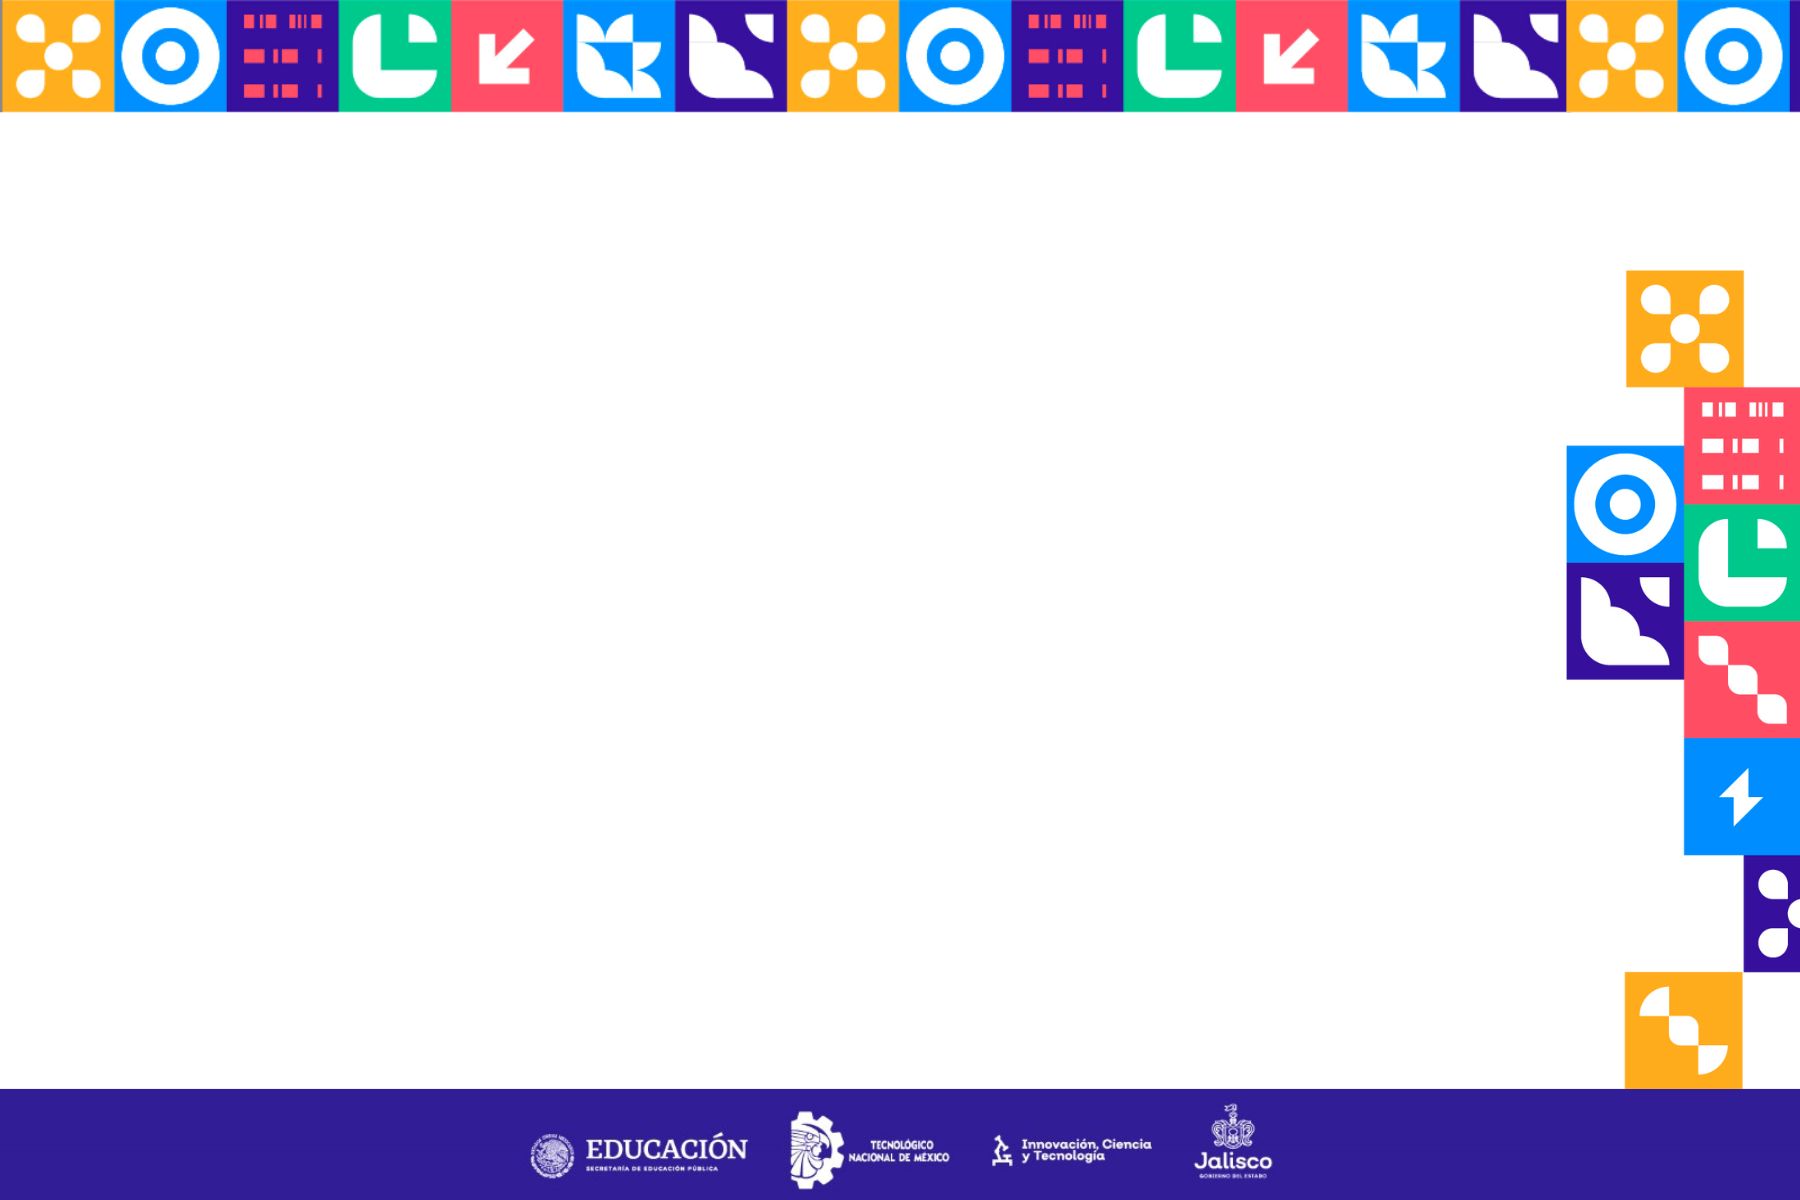 EDUCACIÓN
SECRETARÍA DE EDUCACIÓN PÚBLICA
TECNOLÓGICO
NACIONAL DE MÉXICO
Innovación, Ciencia
y Tecnología
Jalisco
GOBIERNO DEL ESTADO